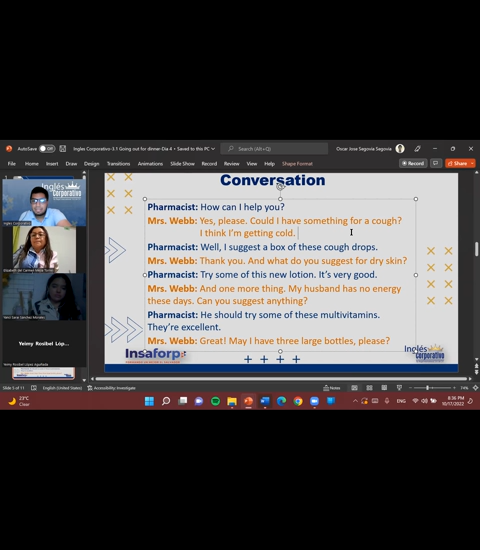 AutoSave Off
Ingles Corporativo-3.1 Going out for dinner-Dia 4 • Saved to this PC
Search (Alt+Q)
Oscar Jose Segovia Segovia
File Home Insert Draw Design Transitions Animations Slide Show Record Review View Help Shape Format
Record
Share
Conversation
Pharmacist: How can I help you?
Mrs. Webb: Yes, please. Could I have something for a cough?
I think I'm getting cold.
Pharmacist: Well, I suggest a box of these cough drops.
Mrs. Webb: Thank you. And what do you suggest for dry skin?
Pharmacist: Try some of this new lotion. It's very good.
Mrs. Webb: And one more thing. My husband has no energy
these days. Can you suggest anything?
Pharmacist: He should try some of these multivitamins.
They're excellent.
Mrs. Webb: Great! May I have three large bottles, please?
Insaforp
Inglés
Corporativo
Inglés
Corporativo
Yeimy Rosibel Lop...
Slide 5 of 11
English (United States)
Accessibility: Investigate
Notes
23°C
Clear
ENG
8:36 PM
10/17/2022